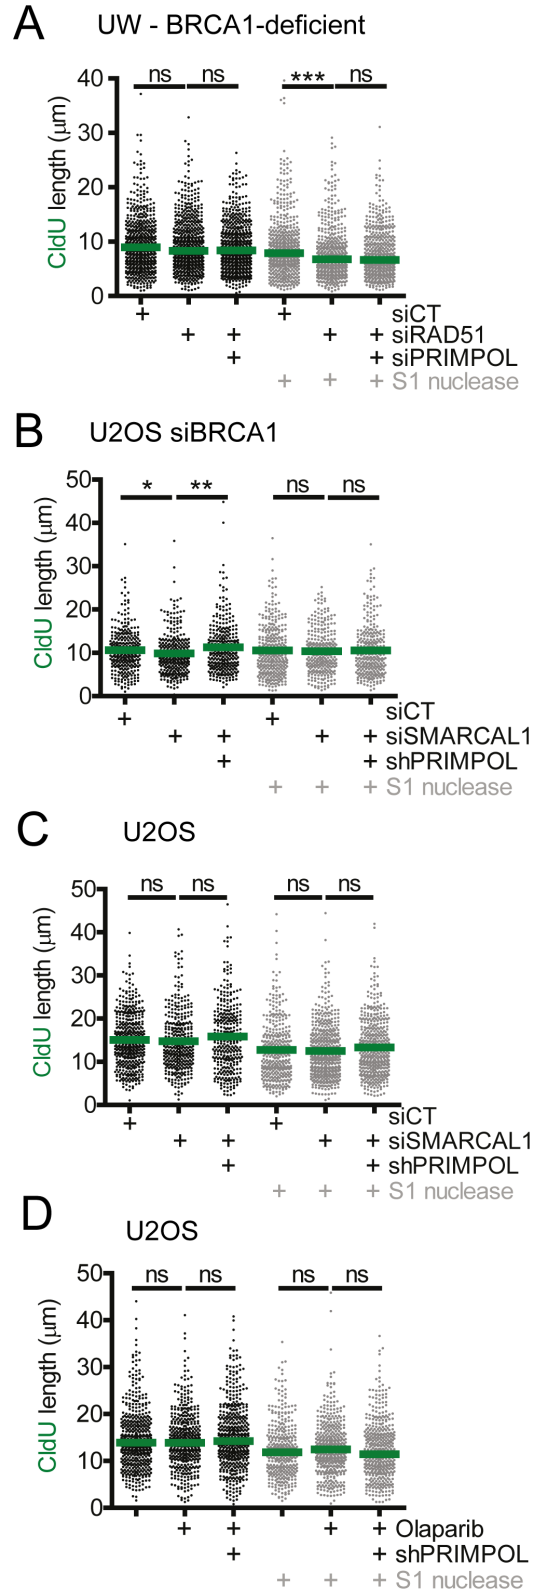 A
UW - BRCA1-deficient
ns ns *** ns
40
30
20
10
0
CldU length (μm)
+ + siCT
+ + + + siRAD51
+ + siPRIMPOL
+ + + S1 nuclease
B
U2OS siBRCA1
* ** ns ns
50
40
30
20
10
0
CldU length (μm)
+ + siCT
+ + + + siSMARCAL1
+ + shPRIMPOL
+ + + S1 nuclease
C
U2OS
ns ns ns ns
50
40
30
20
10
0
CldU length (μm)
+ + siCT
+ + + + siSMARCAL1
+ + shPRIMPOL
+ + + S1 nuclease
D
U2OS
ns ns ns ns
50
40
30
20
10
0
CldU length (μm)
+ + + + Olaparib
+ + shPRIMPOL
+ + + S1 nuclease